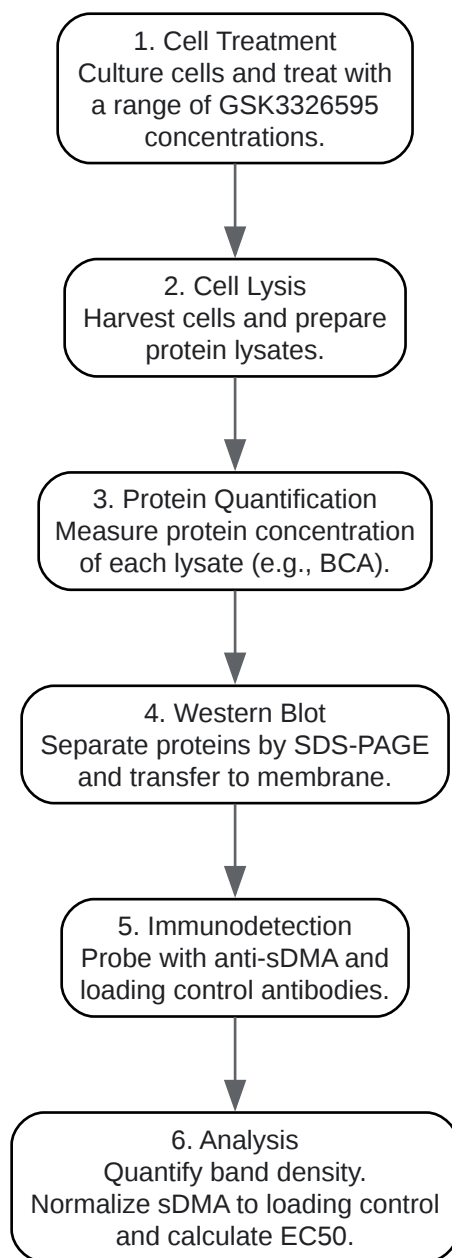 1. Cell Treatment
Culture cells and treat with
a range of GSK3326595
concentrations.
2. Cell Lysis
Harvest cells and prepare
protein lysates.
3. Protein Quantification
Measure protein concentration
of each lysate (e.g., BCA).
4. Western Blot
Separate proteins by SDS-PAGE
and transfer to membrane.
5. Immunodetection
Probe with anti-sDMA and
loading control antibodies.
6. Analysis
Quantify band density.
Normalize sDMA to loading control
and calculate EC50.